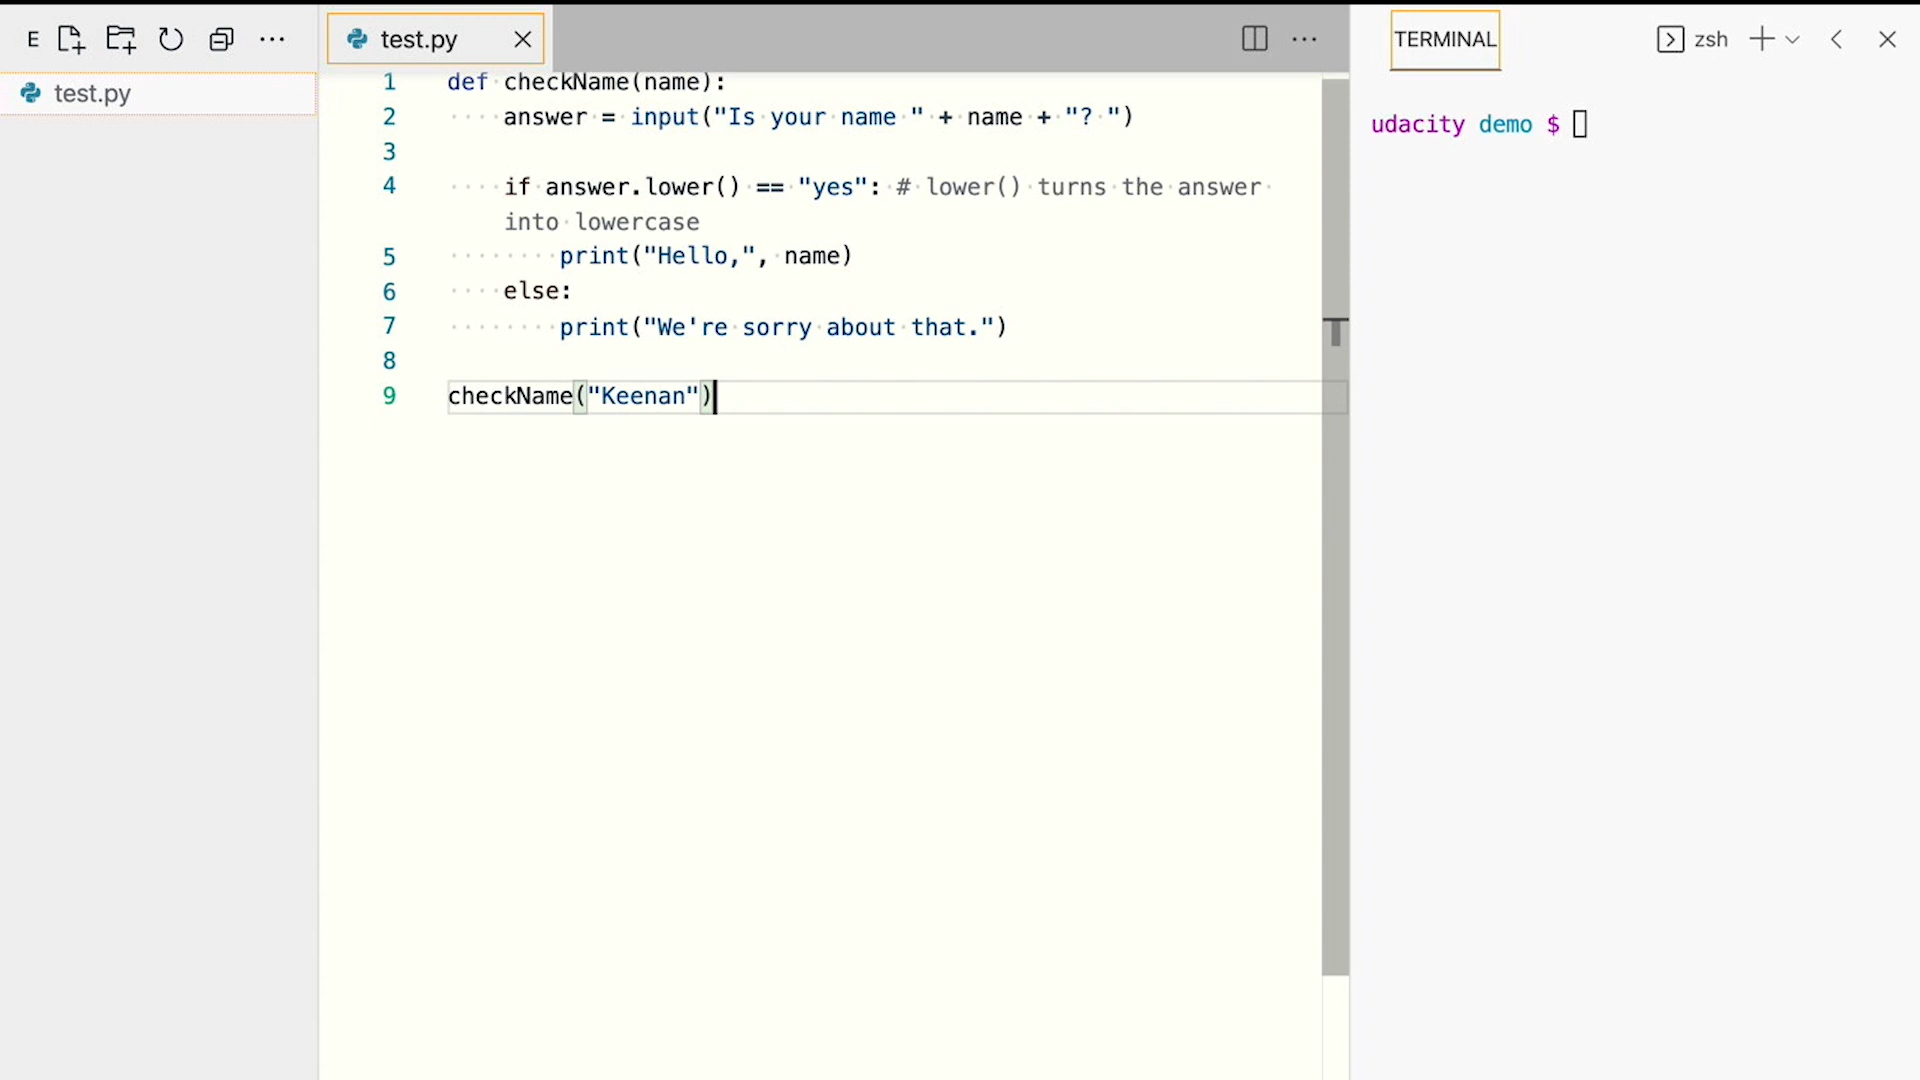 E
test.py
test.py
1 def checkName(name):
2     answer = input("Is your name " + name + "? ")
3
4     if answer.lower() == "yes": # lower() turns the answer
    into lowercase
5         print("Hello,", name)
6     else:
7         print("We're sorry about that.")
8
9 checkName("Keenan")
TERMINAL
zsh
udacity demo $